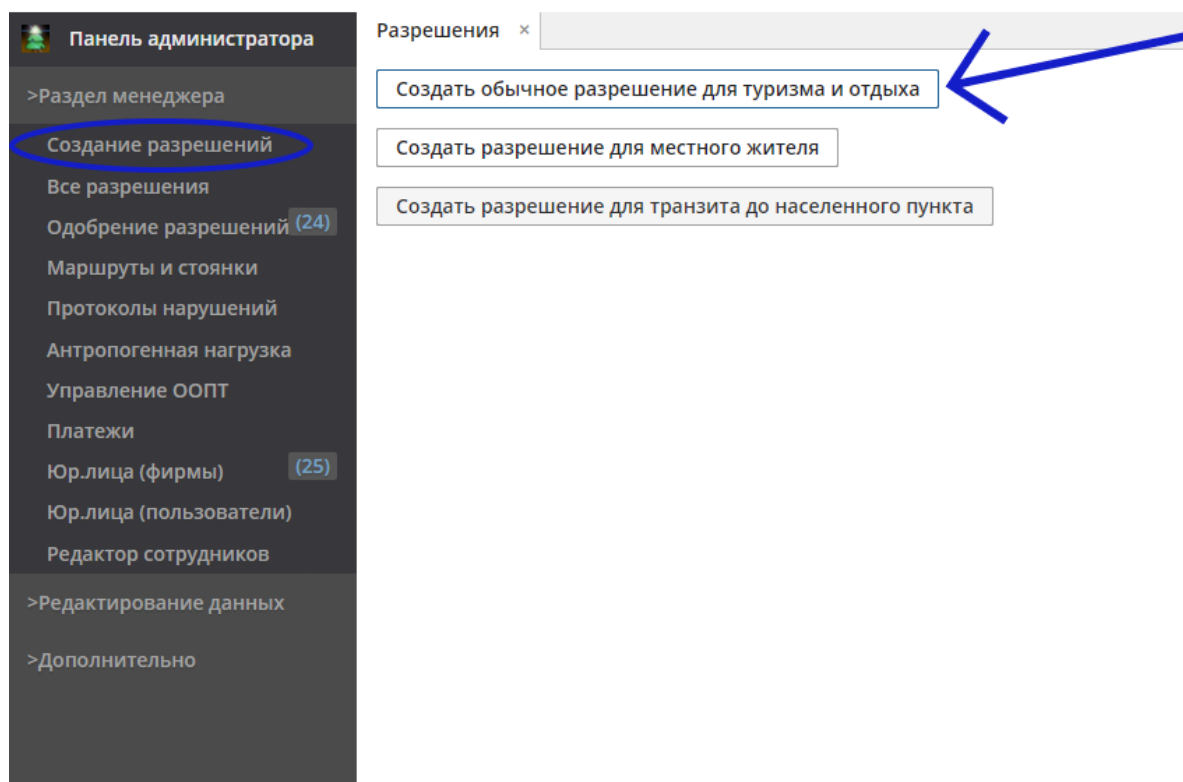 Панель администратора
>Раздел менеджера
Создание разрешений
Все разрешения
Одобрение разрешений (24)
Маршруты и стоянки
Протоколы нарушений
Антропогенная нагрузка
Управление ООПТ
Платежи
Юр.лица (фирмы) (25)
Юр.лица (пользователи)
Редактор сотрудников
>Редактирование данных
>Дополнительно
Разрешения ×
Создать обычное разрешение для туризма и отдыха
Создать разрешение для местного жителя
Создать разрешение для транзита до населенного пункта